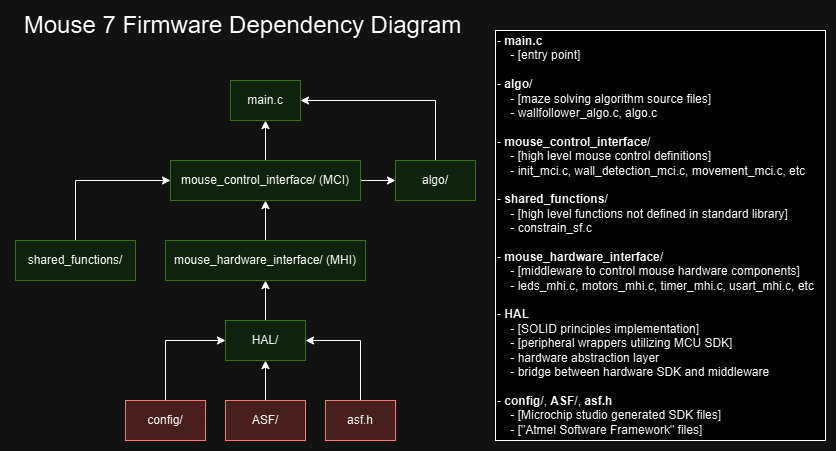 Mouse 7 Firmware Dependency Diagram
main.c
mouse_control_interface/ (MCI)
algo/
shared_functions/
mouse_hardware_interface/ (MHI)
HAL/
config/
ASF/
asf.h
- main.c
- [entry point]
- algo/
- [maze solving algorithm source files]
- wallfollower_algo.c, algo.c
- mouse_control_interface/
- [high level mouse control definitions]
- init_mci.c, wall_detection_mci.c, movement_mci.c, etc
- shared_functions/
- [high level functions not defined in standard library]
- constrain_sf.c
- mouse_hardware_interface/
- [middleware to control mouse hardware components]
- leds_mhi.c, motors_mhi.c, timer_mhi.c, usart_mhi.c, etc
- HAL
- [SOLID principles implementation]
- [peripheral wrappers utilizing MCU SDK]
- hardware abstraction layer
- bridge between hardware SDK and middleware
- config/, ASF/, asf.h
- [Microchip studio generated SDK files]
- ["Atmel Software Framework" files]